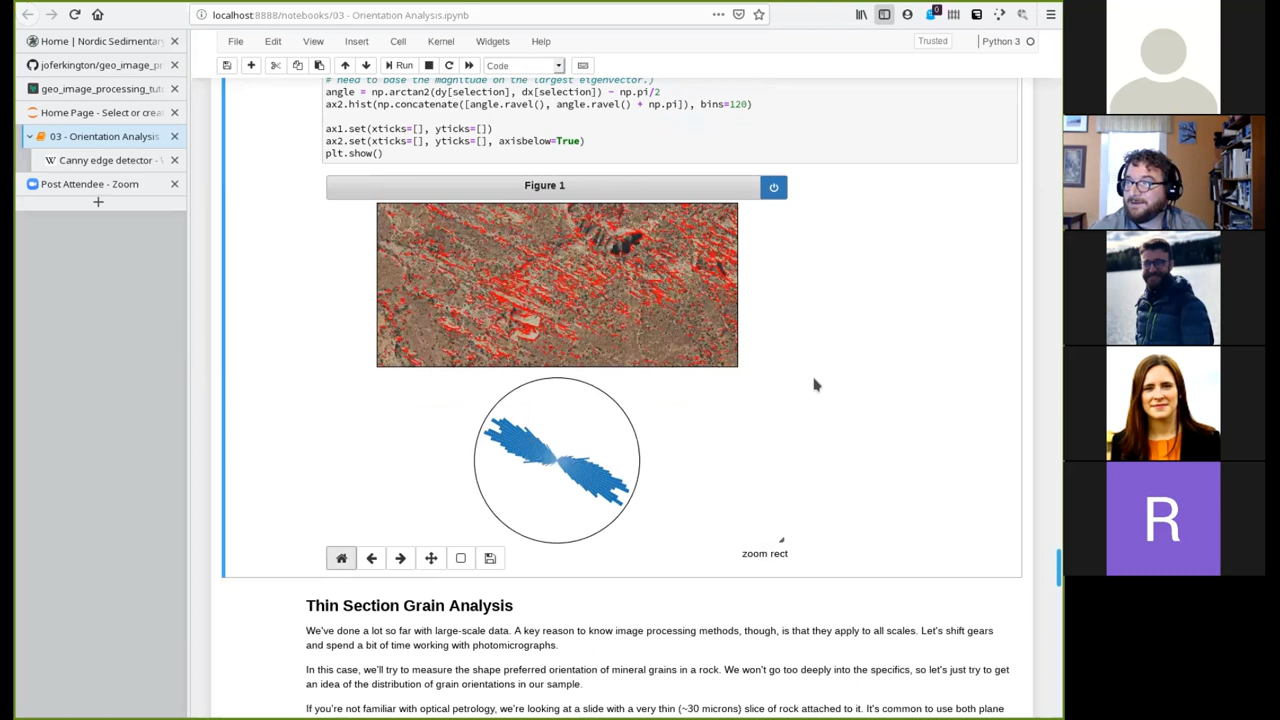 localhost:8888/notebooks/03 - Orientation Analysis.ipynb
0
Home | Nordic Sedimentar
joferkington/geo_image_p
geo_image_processing_tut
Home Page - Select or crea
03 - Orientation Analysis
Canny edge detector -
Post Attendee - Zoom
File Edit View Insert Cell Kernel Widgets Help
Trusted
Python 3
Run
Code
# need to base the magnitude on the largest eigenvector.)
angle = np.arctan2(dy[selection], dx[selection]) - np.pi/2
ax2.hist(np.concatenate([angle.ravel(), angle.ravel() + np.pi]), bins=120)
ax1.set(xticks=[], yticks=[])
ax2.set(xticks=[], yticks=[], axisbelow=True)
plt.show()
Figure 1
zoom rect
Thin Section Grain Analysis
We've done a lot so far with large-scale data. A key reason to know image processing methods, though, is that they apply to all scales. Let's shift gears
and spend a bit of time working with photomicrographs.
In this case, we'll try to measure the shape preferred orientation of mineral grains in a rock. We won't go too deeply into the specifics, so let's just try to get
an idea of the distribution of grain orientations in our sample.
If you're not familiar with optical petrology, we're looking at a slide with a very thin (~30 microns) slice of rock attached to it. It's common to use both plane
R